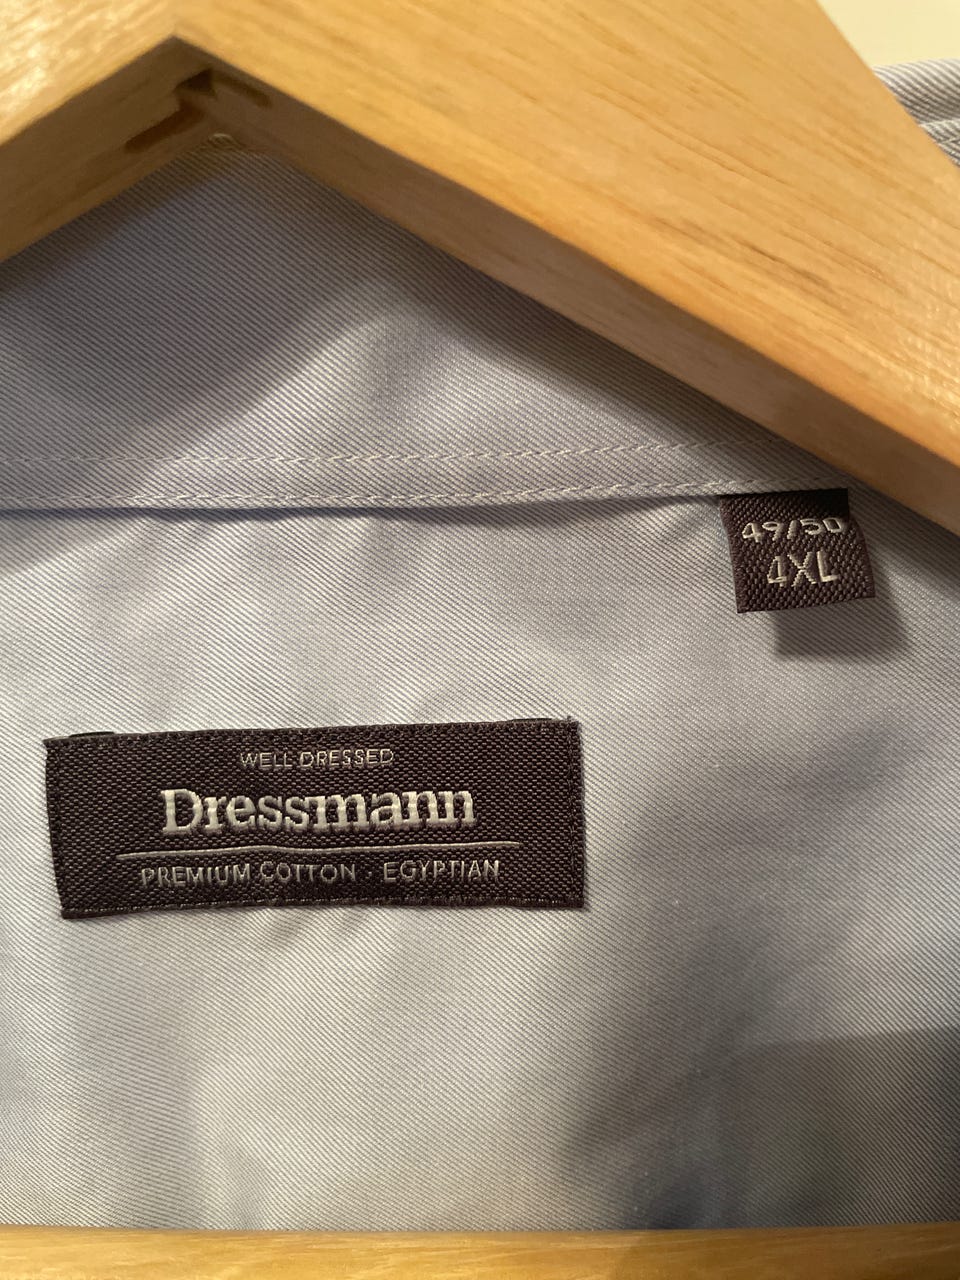 49/50
4XL
WELL DRESSED
Dressmann
PREMIUM COTTON · EGYPTIAN